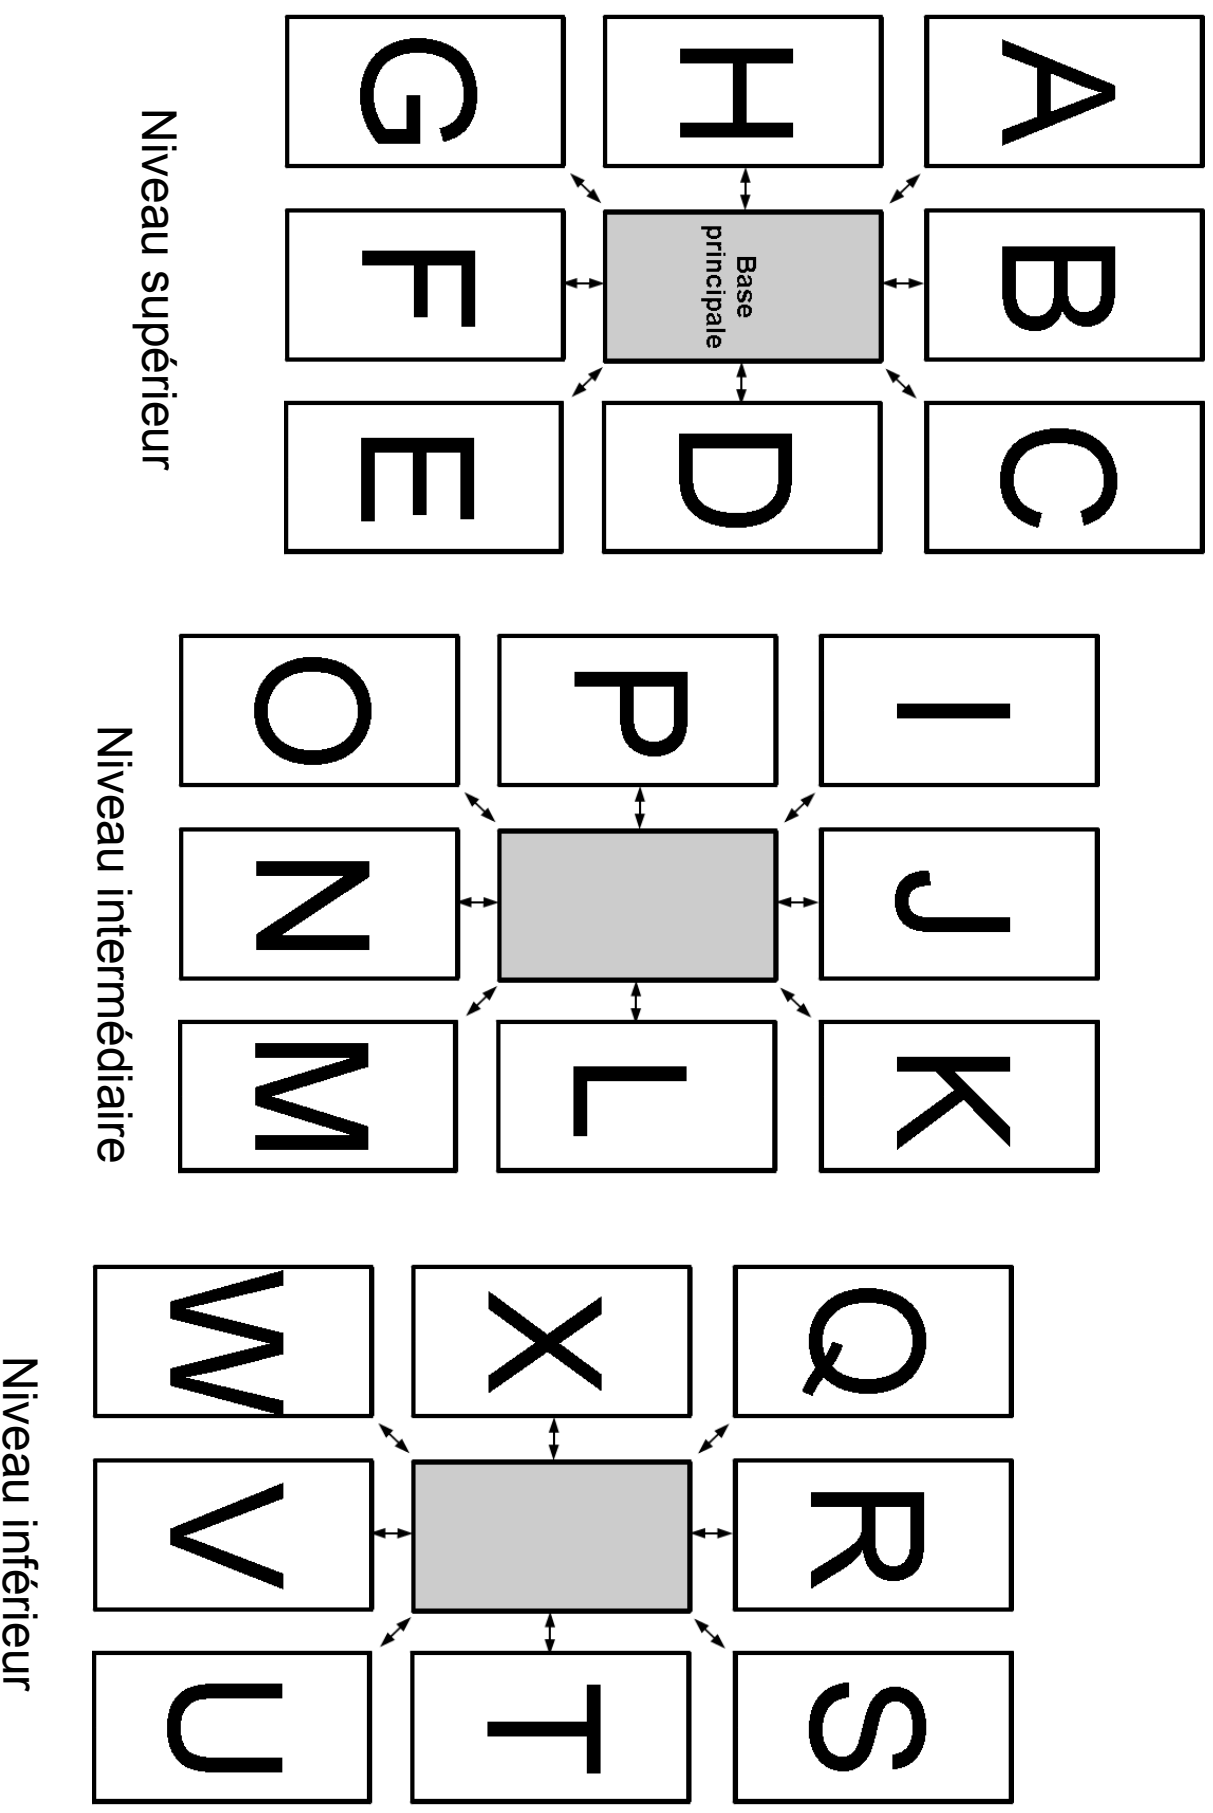 A B C
H Base
principale D
G F E
Niveau supérieur
I J K
P L
O N M
Niveau intermédiaire
Q R S
X T
W V U
Niveau inférieur